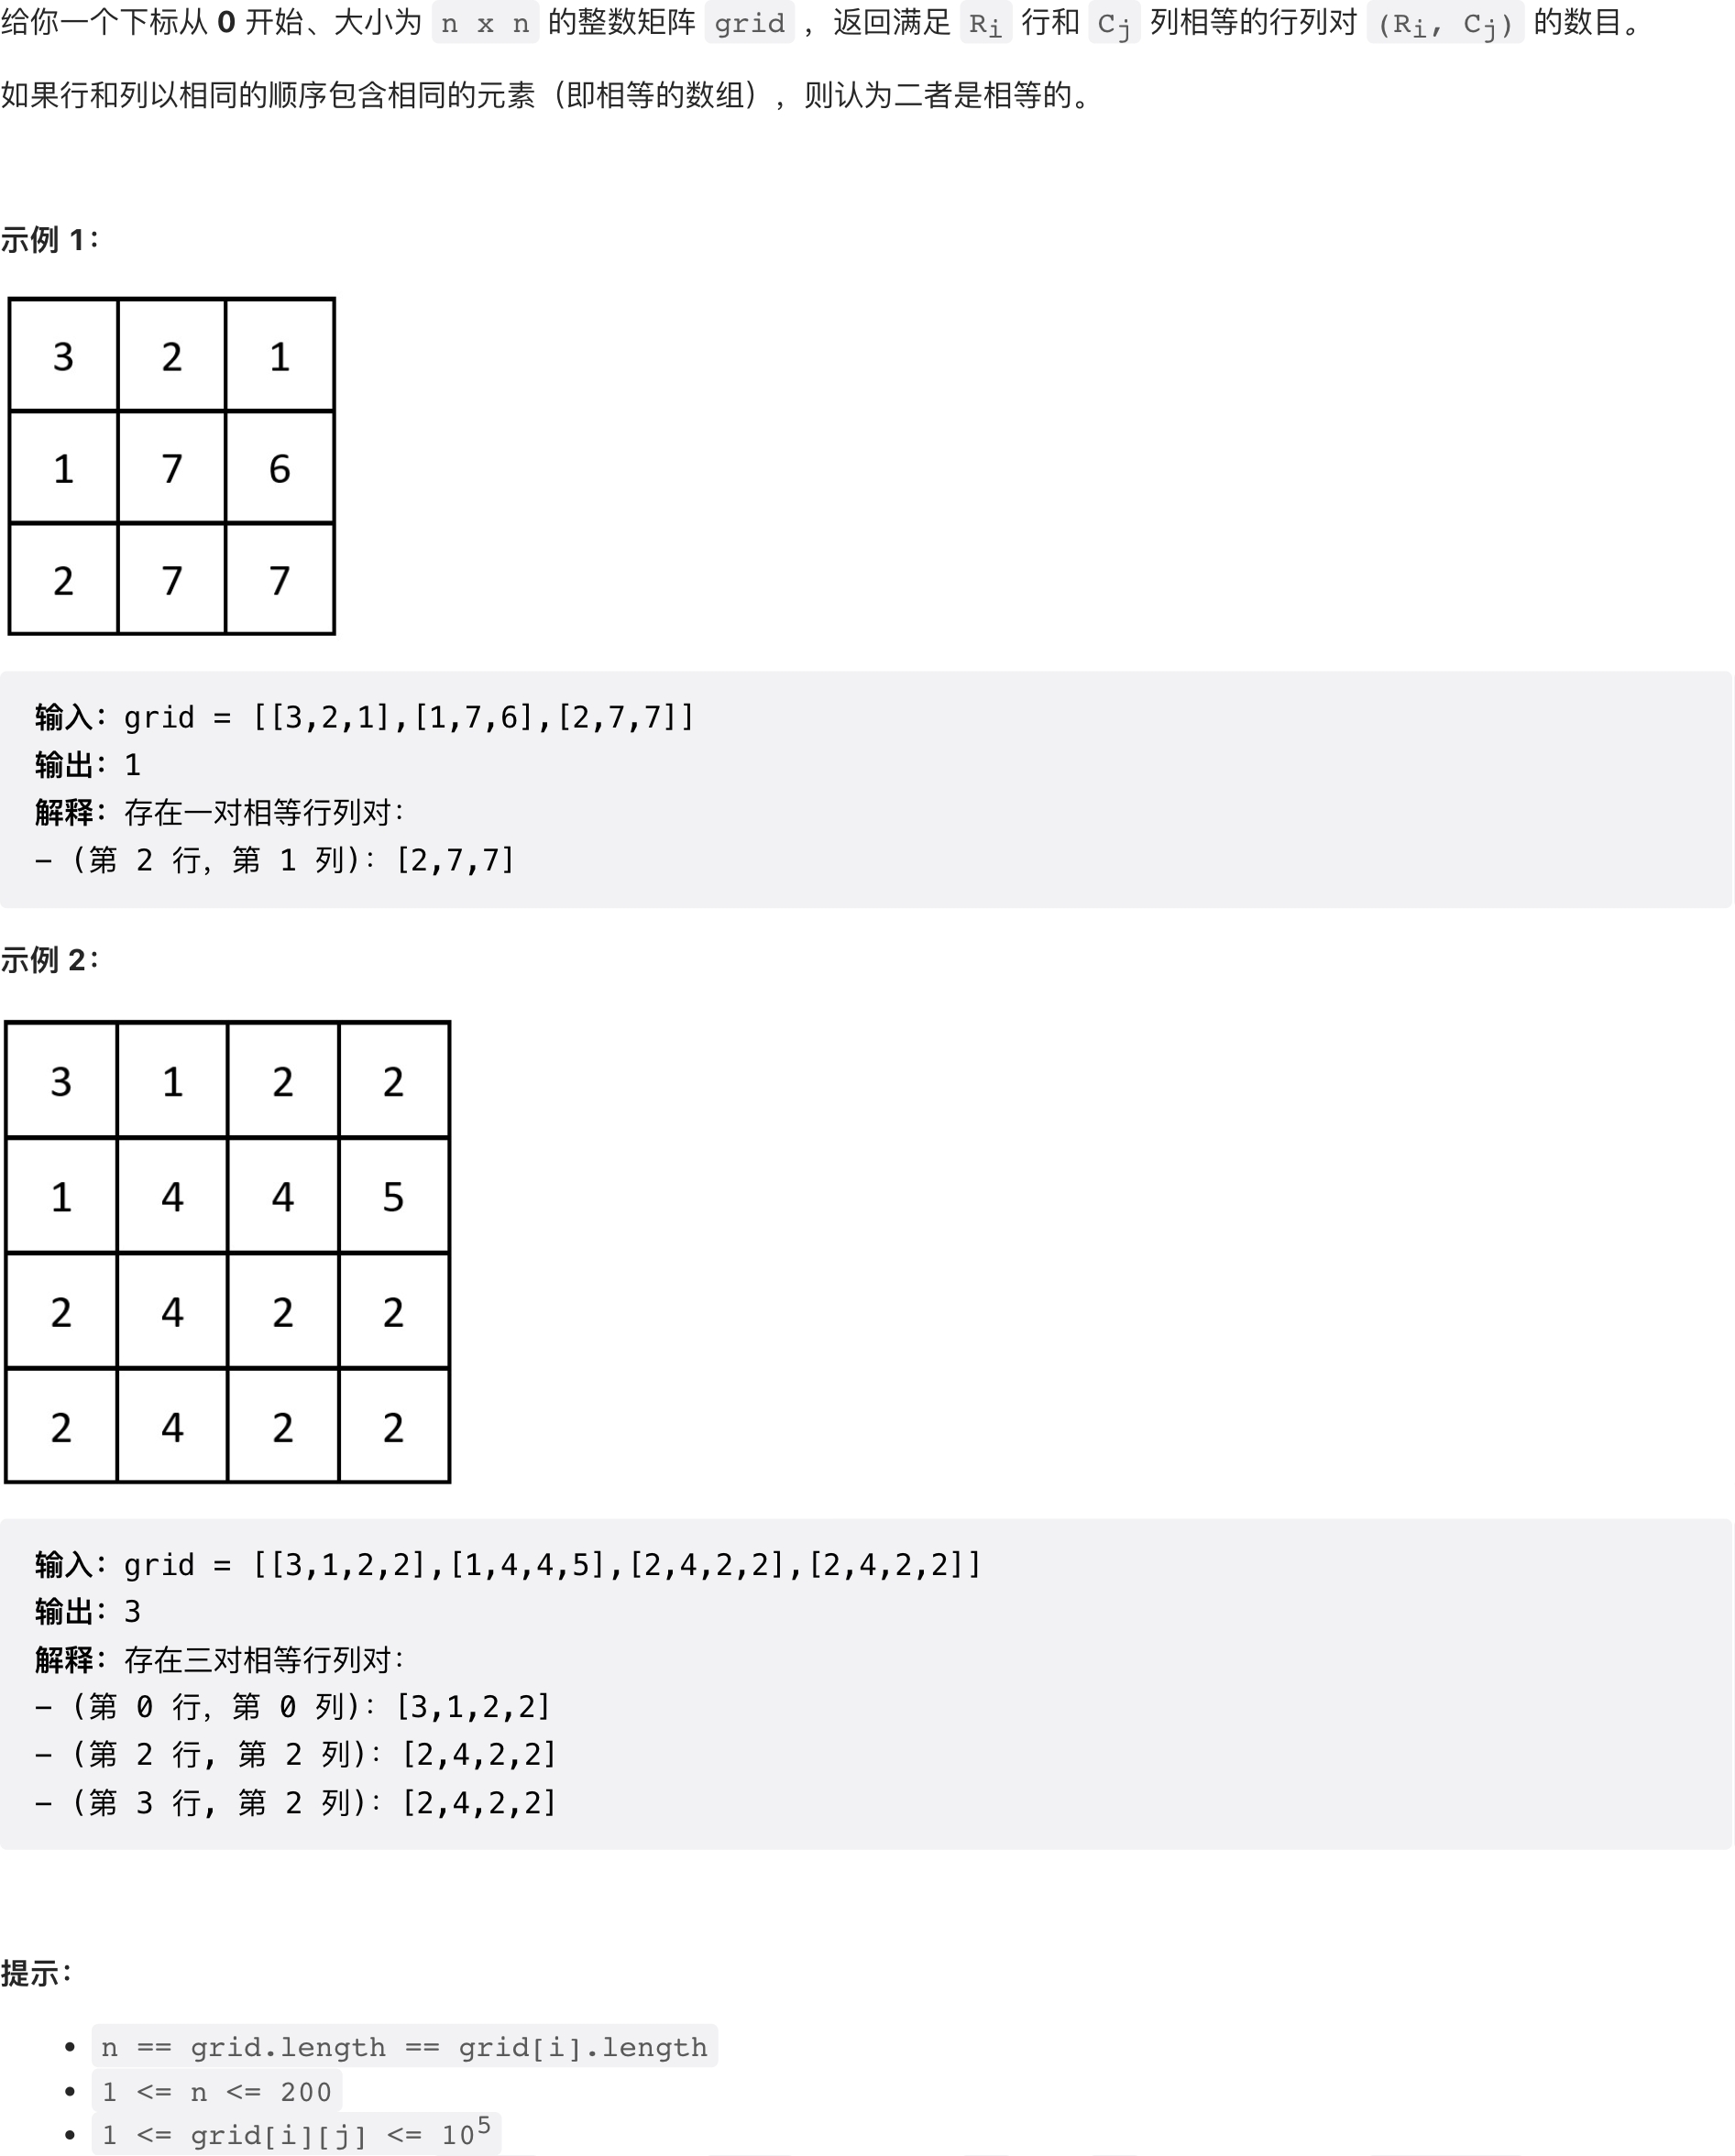 给你一个下标从 0 开始、大小为 n x n 的整数矩阵 grid ，返回满足 Ri 行和 Cj 列相等的行列对 (Ri, Cj) 的数目。
如果行和列以相同的顺序包含相同的元素（即相等的数组），则认为二者是相等的。
示例 1：
3 2 1
1 7 6
2 7 7
输入：grid = [[3,2,1],[1,7,6],[2,7,7]]
输出：1
解释：存在一对相等行列对：
- (第 2 行，第 1 列)：[2,7,7]
示例 2：
3 1 2 2
1 4 4 5
2 4 2 2
2 4 2 2
输入：grid = [[3,1,2,2],[1,4,4,5],[2,4,2,2],[2,4,2,2]]
输出：3
解释：存在三对相等行列对：
- (第 0 行，第 0 列)：[3,1,2,2]
- (第 2 行, 第 2 列)：[2,4,2,2]
- (第 3 行, 第 2 列)：[2,4,2,2]
提示：
• n == grid.length == grid[i].length
• 1 <= n <= 200
• 1 <= grid[i][j] <= 10⁵